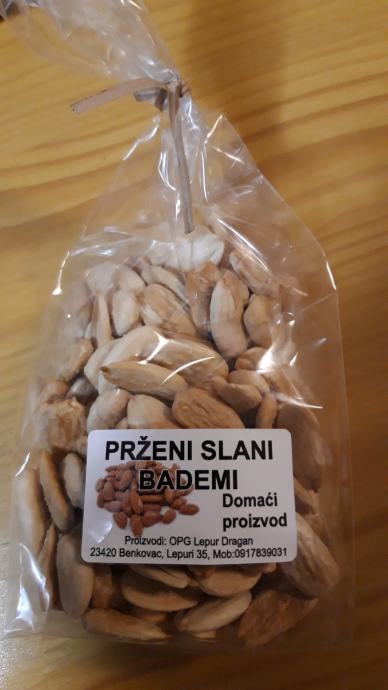 PRŽENI SLANI
BADEMI
Domaći
proizvod
Proizvodi: OPG Lepur Dragan
23420 Benkovac, Lepuri 35, Mob:0917839031